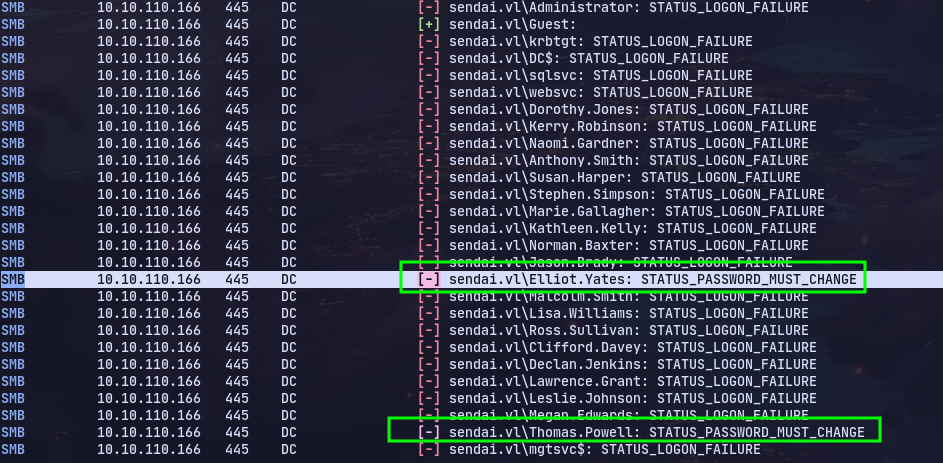 SMB 10.10.110.166 445 DC [-] sendai.vl\Administrator: STATUS_LOGON_FAILURE
SMB 10.10.110.166 445 DC [+] sendai.vl\Guest:
SMB 10.10.110.166 445 DC [-] sendai.vl\krbtgt: STATUS_LOGON_FAILURE
SMB 10.10.110.166 445 DC [-] sendai.vl\DC$: STATUS_LOGON_FAILURE
SMB 10.10.110.166 445 DC [-] sendai.vl\sqlsvc: STATUS_LOGON_FAILURE
SMB 10.10.110.166 445 DC [-] sendai.vl\websvc: STATUS_LOGON_FAILURE
SMB 10.10.110.166 445 DC [-] sendai.vl\Dorothy.Jones: STATUS_LOGON_FAILURE
SMB 10.10.110.166 445 DC [-] sendai.vl\Kerry.Robinson: STATUS_LOGON_FAILURE
SMB 10.10.110.166 445 DC [-] sendai.vl\Naomi.Gardner: STATUS_LOGON_FAILURE
SMB 10.10.110.166 445 DC [-] sendai.vl\Anthony.Smith: STATUS_LOGON_FAILURE
SMB 10.10.110.166 445 DC [-] sendai.vl\Susan.Harper: STATUS_LOGON_FAILURE
SMB 10.10.110.166 445 DC [-] sendai.vl\Stephen.Simpson: STATUS_LOGON_FAILURE
SMB 10.10.110.166 445 DC [-] sendai.vl\Marie.Gallagher: STATUS_LOGON_FAILURE
SMB 10.10.110.166 445 DC [-] sendai.vl\Kathleen.Kelly: STATUS_LOGON_FAILURE
SMB 10.10.110.166 445 DC [-] sendai.vl\Norman.Baxter: STATUS_LOGON_FAILURE
SMB 10.10.110.166 445 DC [-] sendai.vl\Jason.Brady: STATUS_LOGON_FAILURE
SMB 10.10.110.166 445 DC [-] sendai.vl\Elliot.Yates: STATUS_PASSWORD_MUST_CHANGE
SMB 10.10.110.166 445 DC [-] sendai.vl\Malcolm.Smith: STATUS_LOGON_FAILURE
SMB 10.10.110.166 445 DC [-] sendai.vl\Lisa.Williams: STATUS_LOGON_FAILURE
SMB 10.10.110.166 445 DC [-] sendai.vl\Ross.Sullivan: STATUS_LOGON_FAILURE
SMB 10.10.110.166 445 DC [-] sendai.vl\Clifford.Davey: STATUS_LOGON_FAILURE
SMB 10.10.110.166 445 DC [-] sendai.vl\Declan.Jenkins: STATUS_LOGON_FAILURE
SMB 10.10.110.166 445 DC [-] sendai.vl\Lawrence.Grant: STATUS_LOGON_FAILURE
SMB 10.10.110.166 445 DC [-] sendai.vl\Leslie.Johnson: STATUS_LOGON_FAILURE
SMB 10.10.110.166 445 DC [-] sendai.vl\Megan.Edwards: STATUS_LOGON_FAILURE
SMB 10.10.110.166 445 DC [-] sendai.vl\Thomas.Powell: STATUS_PASSWORD_MUST_CHANGE
SMB 10.10.110.166 445 DC [-] sendai.vl\mgtsvc$: STATUS_LOGON_FAILURE